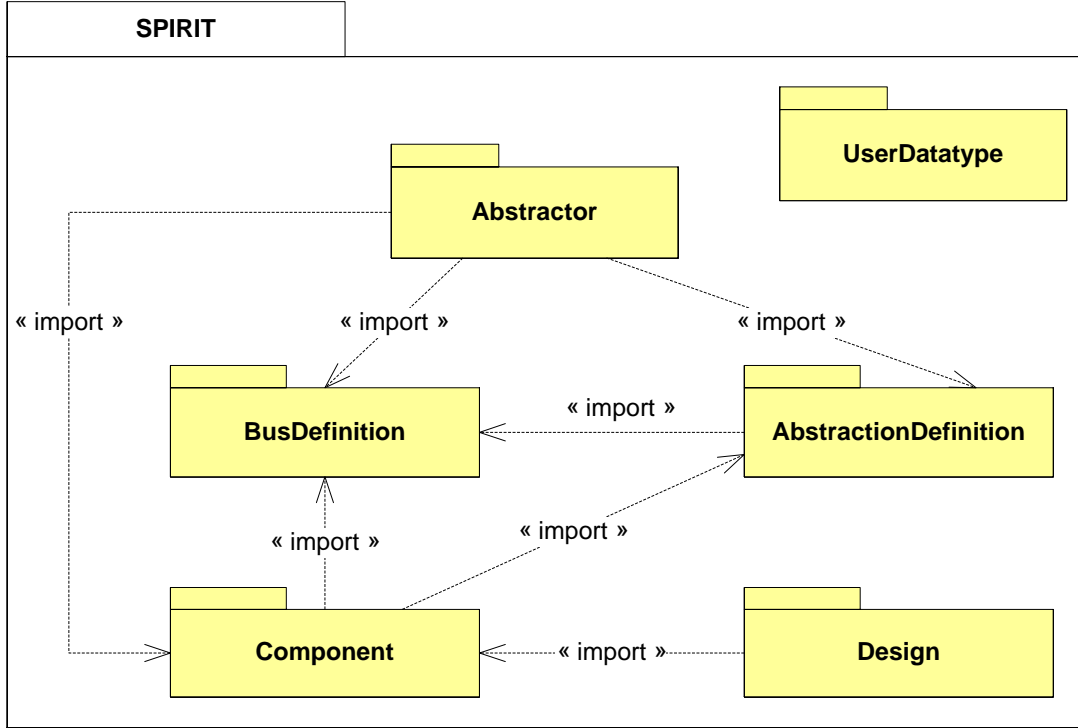 SPIRIT
UserDatatype
Abstractor
« import »
« import »
« import »
BusDefinition
« import »
AbstractionDefinition
« import »
« import »
Component
« import »
Design